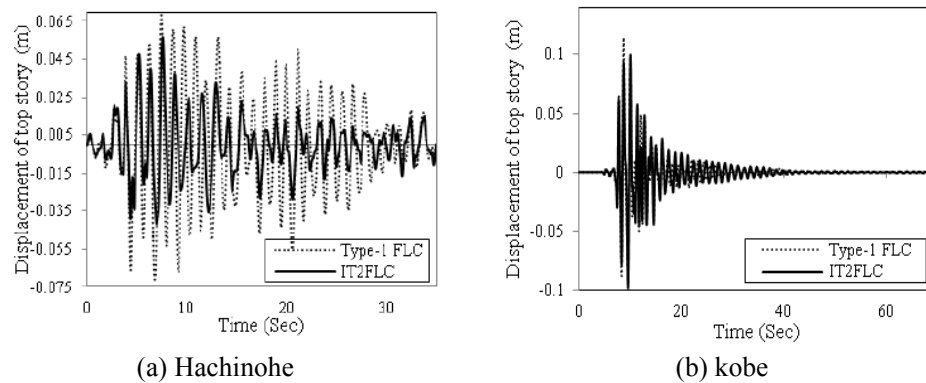 Displacement of top story (m)
0.065
0.045
0.025
0.005
-0.015
-0.035
-0.055
-0.075
0
10
20
30
Time (Sec)
Type-1 FLC
IT2FLC
(a) Hachinohe
Displacement of top story (m)
0.1
0.05
0
-0.05
-0.1
0
20
40
60
Time (Sec)
Type-1 FLC
IT2FLC
(b) kobe